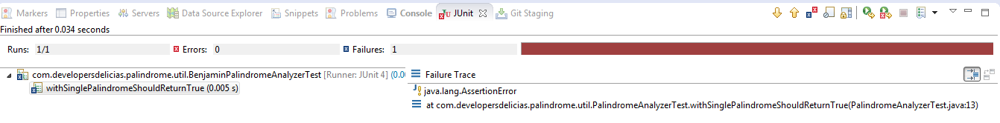 Markers Properties Servers Data Source Explorer Snippets Problems Console JUnit Git Staging
Finished after 0.034 seconds
Runs: 1/1 Errors: 0 Failures: 1
com.developersdelicias.palindrome.util.BenjaminPalindromeAnalyzerTest [Runner: JUnit 4] (0.00
withSinglePalindromeShouldReturnTrue (0.005 s)
Failure Trace
java.lang.AssertionError
at com.developersdelicias.palindrome.util.PalindromeAnalyzerTest.withSinglePalindromeShouldReturnTrue(PalindromeAnalyzerTest.java:13)